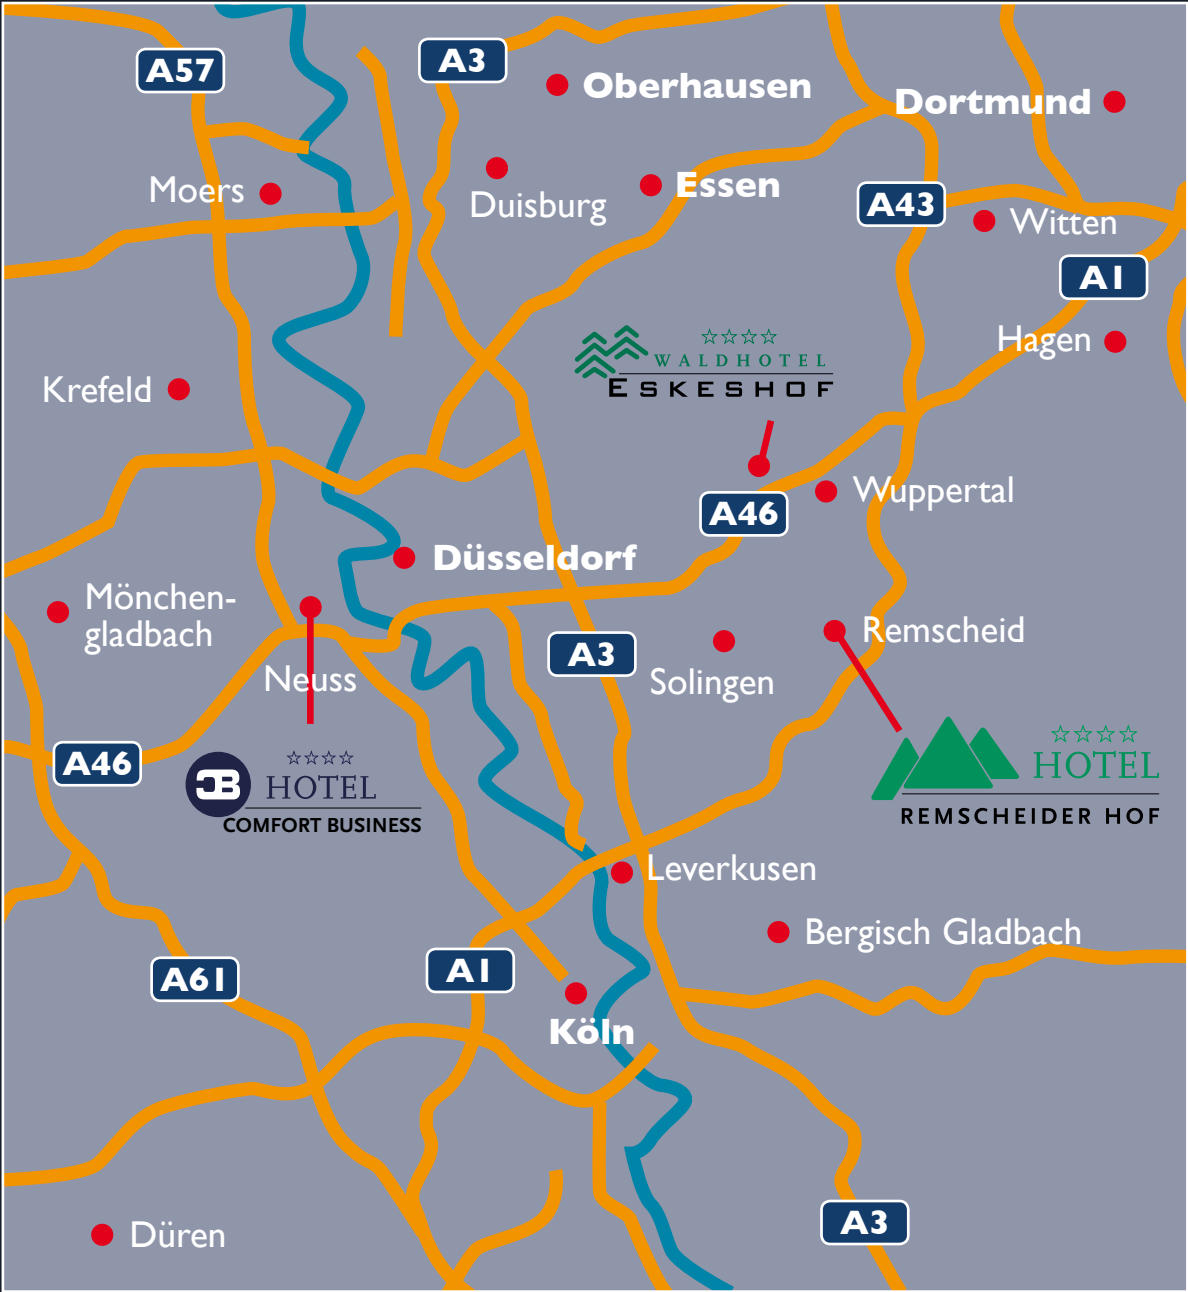 A57
A3
Oberhausen
Dortmund
Moers
Duisburg
Essen
A43
Witten
A1
Hagen
☆☆☆☆
WALDHOTEL
ESKESHOF
Krefeld
A46
Wuppertal
Düsseldorf
Mönchen-
gladbach
Neuss
A3
Solingen
Remscheid
A46
☆☆☆☆
CB HOTEL
COMFORT BUSINESS
☆☆☆☆
HOTEL
REMSCHEIDER HOF
Leverkusen
Bergisch Gladbach
A61
A1
Köln
Düren
A3